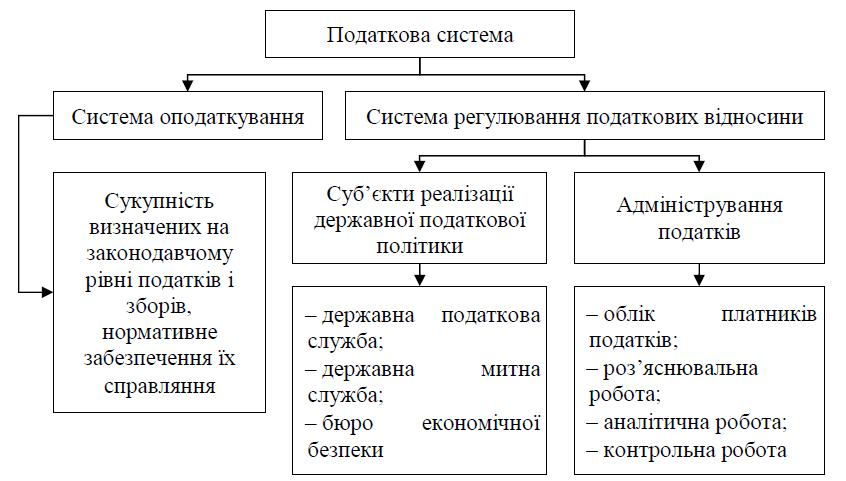 Податкова система
Система оподаткування
Система регулювання податкових відносини
Сукупність
визначених на
законодавчому
рівні податків і
зборів,
нормативне
забезпечення їх
справляння
Суб’єкти реалізації
державної податкової
політики
Адміністрування
податків
– державна податкова
служба;
– державна митна
служба;
– бюро економічної
безпеки
– облік платників
податків;
– роз’яснювальна
робота;
– аналітична робота;
– контрольна робота